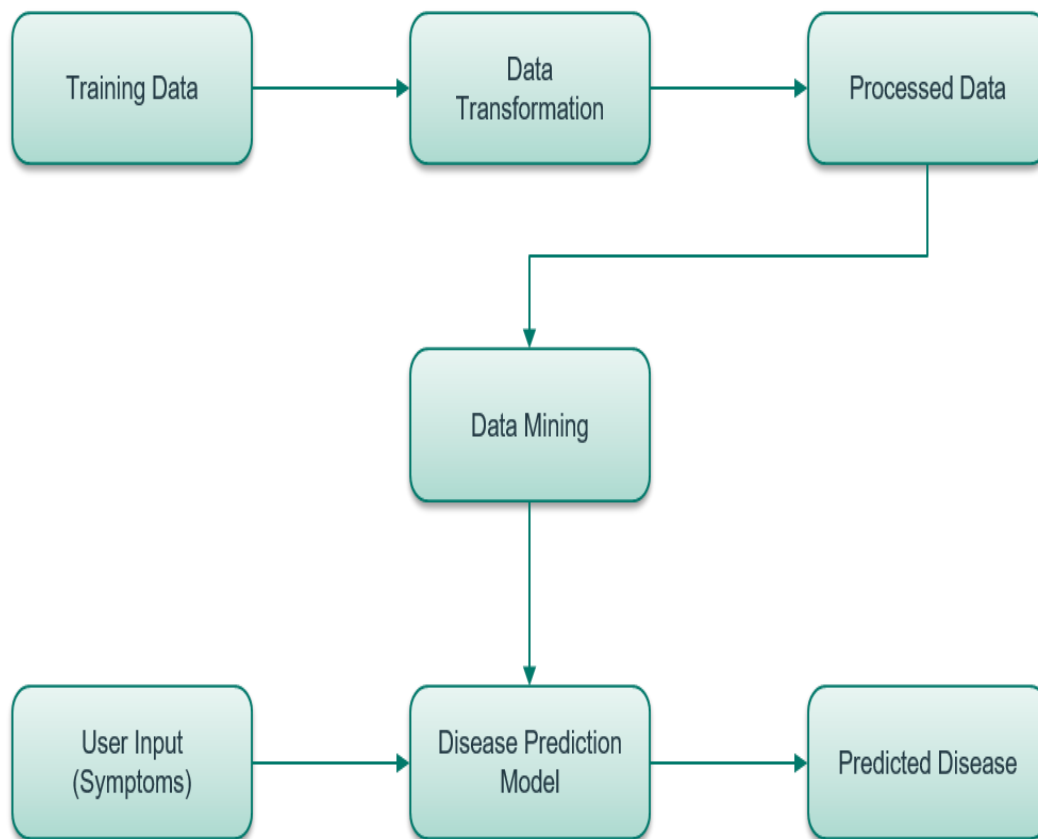 Training Data
Data
Transformation
Processed Data
Data Mining
User Input
(Symptoms)
Disease Prediction
Model
Predicted Disease